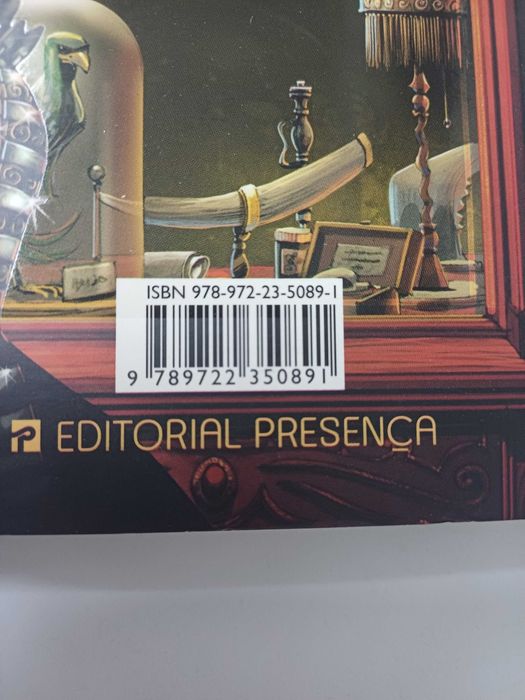 ISBN 978-972-23-5089-1
9 789722 350891
EDITORIAL PRESENÇA